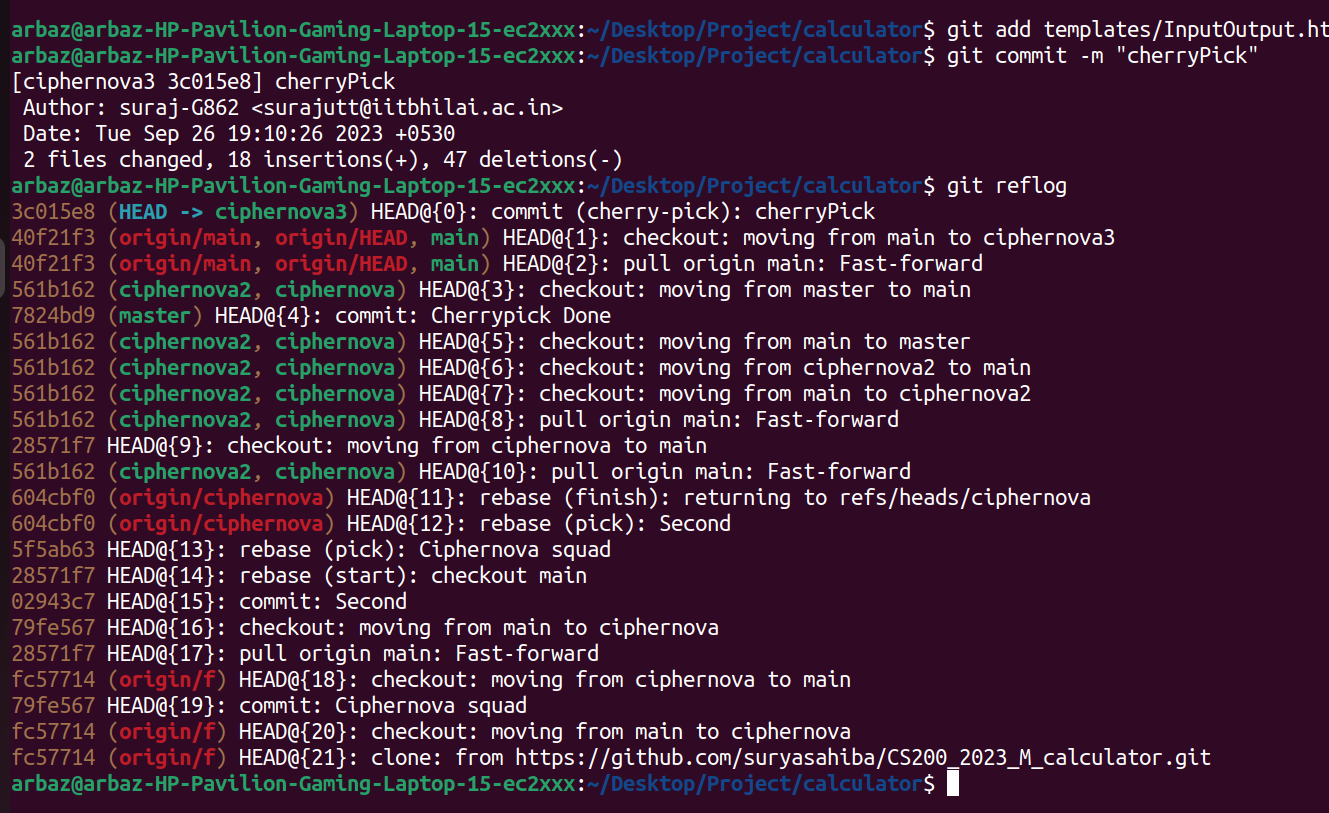 arbaz@arbaz-HP-Pavilion-Gaming-Laptop-15-ec2xxx:~/Desktop/Project/calculator$ git add templates/InputOutput.ht
arbaz@arbaz-HP-Pavilion-Gaming-Laptop-15-ec2xxx:~/Desktop/Project/calculator$ git commit -m "cherryPick"
[ciphernova3 3c015e8] cherryPick
 Author: suraj-G862 <surajutt@iitbhilai.ac.in>
 Date: Tue Sep 26 19:10:26 2023 +0530
 2 files changed, 18 insertions(+), 47 deletions(-)
arbaz@arbaz-HP-Pavilion-Gaming-Laptop-15-ec2xxx:~/Desktop/Project/calculator$ git reflog
3c015e8 (HEAD -> ciphernova3) HEAD@{0}: commit (cherry-pick): cherryPick
40f21f3 (origin/main, origin/HEAD, main) HEAD@{1}: checkout: moving from main to ciphernova3
40f21f3 (origin/main, origin/HEAD, main) HEAD@{2}: pull origin main: Fast-forward
561b162 (ciphernova2, ciphernova) HEAD@{3}: checkout: moving from master to main
7824bd9 (master) HEAD@{4}: commit: Cherrypick Done
561b162 (ciphernova2, ciphernova) HEAD@{5}: checkout: moving from main to master
561b162 (ciphernova2, ciphernova) HEAD@{6}: checkout: moving from ciphernova2 to main
561b162 (ciphernova2, ciphernova) HEAD@{7}: checkout: moving from main to ciphernova2
561b162 (ciphernova2, ciphernova) HEAD@{8}: pull origin main: Fast-forward
28571f7 HEAD@{9}: checkout: moving from ciphernova to main
561b162 (ciphernova2, ciphernova) HEAD@{10}: pull origin main: Fast-forward
604cbf0 (origin/ciphernova) HEAD@{11}: rebase (finish): returning to refs/heads/ciphernova
604cbf0 (origin/ciphernova) HEAD@{12}: rebase (pick): Second
5f5ab63 HEAD@{13}: rebase (pick): Ciphernova squad
28571f7 HEAD@{14}: rebase (start): checkout main
02943c7 HEAD@{15}: commit: Second
79fe567 HEAD@{16}: checkout: moving from main to ciphernova
28571f7 HEAD@{17}: pull origin main: Fast-forward
fc57714 (origin/f) HEAD@{18}: checkout: moving from ciphernova to main
79fe567 HEAD@{19}: commit: Ciphernova squad
fc57714 (origin/f) HEAD@{20}: checkout: moving from main to ciphernova
fc57714 (origin/f) HEAD@{21}: clone: from https://github.com/suryasahiba/CS200_2023_M_calculator.git
arbaz@arbaz-HP-Pavilion-Gaming-Laptop-15-ec2xxx:~/Desktop/Project/calculator$